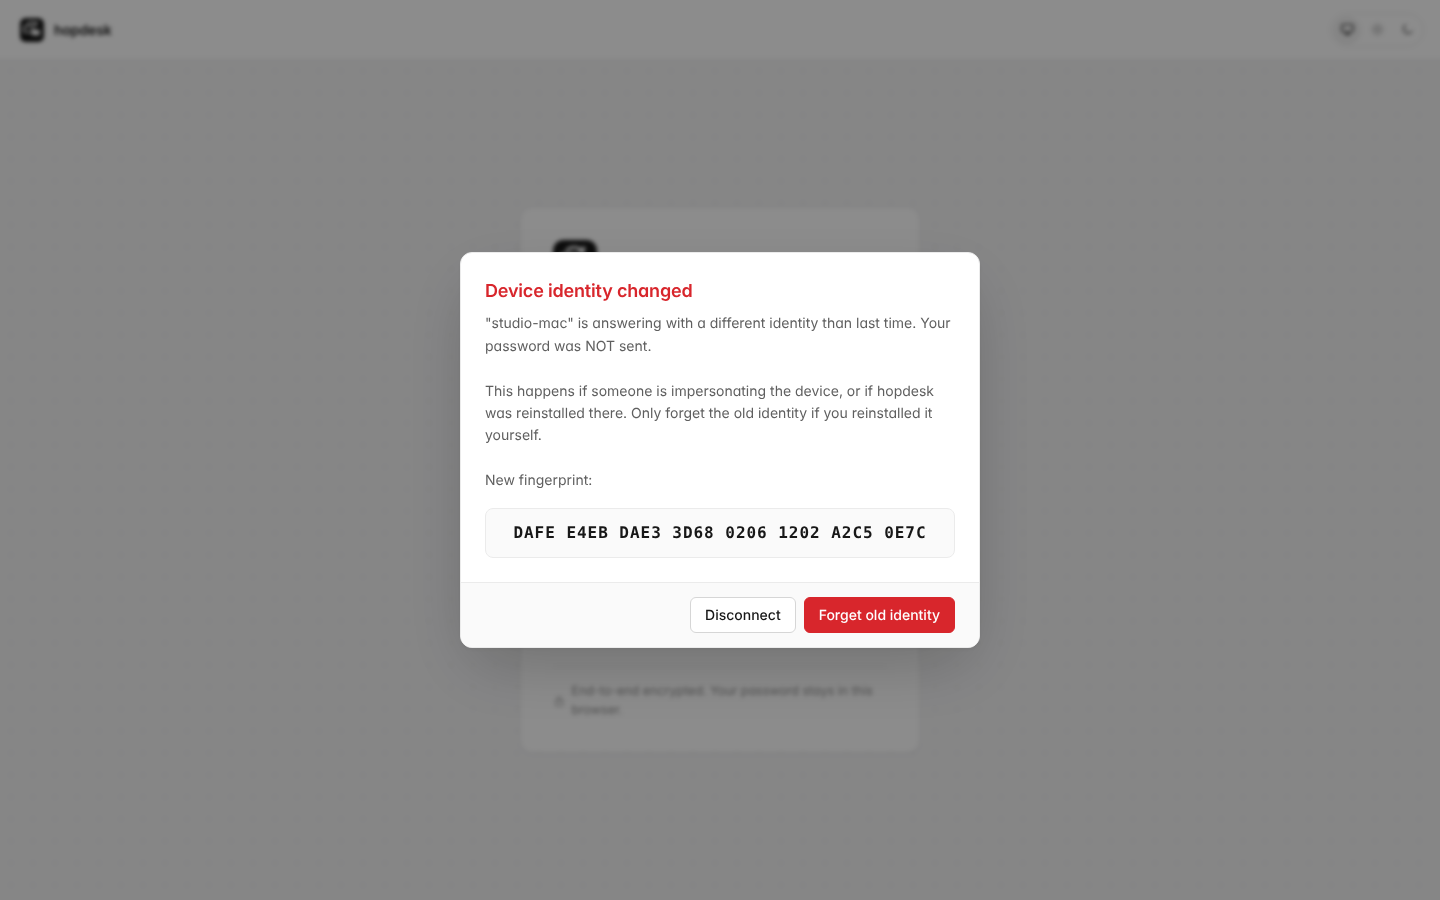 hopdesk
Device identity changed
"studio-mac" is answering with a different identity than last time. Your
password was NOT sent.
This happens if someone is impersonating the device, or if hopdesk
was reinstalled there. Only forget the old identity if you reinstalled it
yourself.
New fingerprint:
DAFE E4EB DAE3 3D68 0206 1202 A2C5 0E7C
Disconnect
Forget old identity
End-to-end encrypted. Your password stays in this
browser.